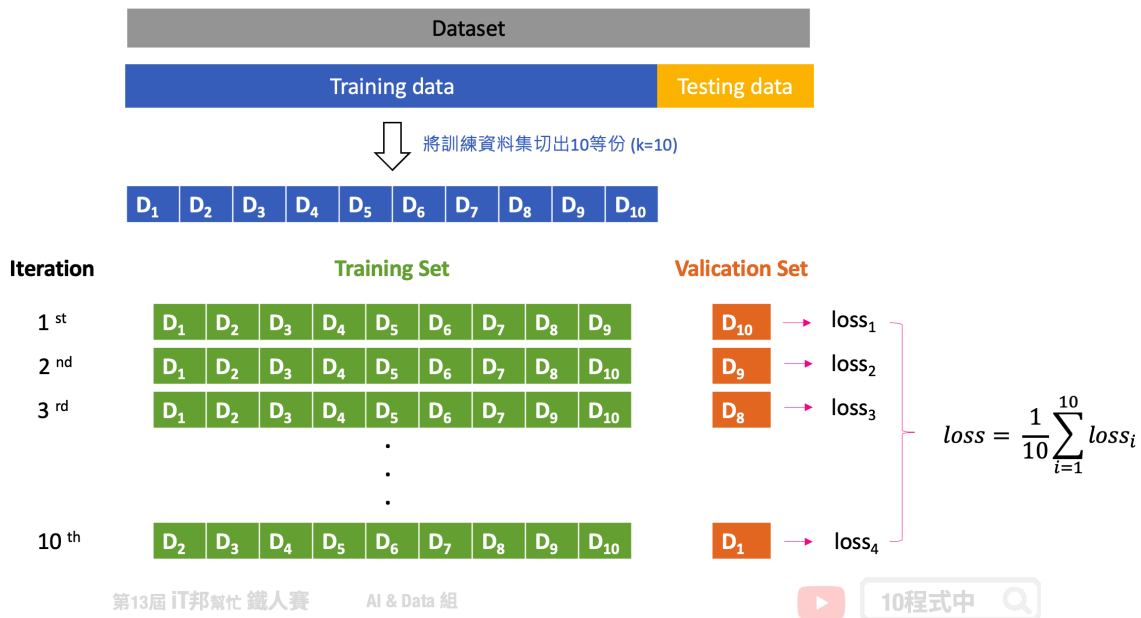 Dataset
Training data Testing data
將訓練資料集切出10等份 (k=10)
D₁ D₂ D₃ D₄ D₅ D₆ D₇ D₈ D₉ D₁₀
Iteration Training Set Valication Set
1 st D₁ D₂ D₃ D₄ D₅ D₆ D₇ D₈ D₉ D₁₀ loss₁
2 nd D₁ D₂ D₃ D₄ D₅ D₆ D₇ D₈ D₁₀ D₉ loss₂
3 rd D₁ D₂ D₃ D₄ D₅ D₆ D₇ D₉ D₁₀ D₈ loss₃
loss = 1/10 ∑_{i=1}^{10} loss_i
10 th D₂ D₃ D₄ D₅ D₆ D₇ D₈ D₉ D₁₀ D₁ loss₄
第13屆 iT邦幫忙 鐵人賽 AI & Data 組 10程式中